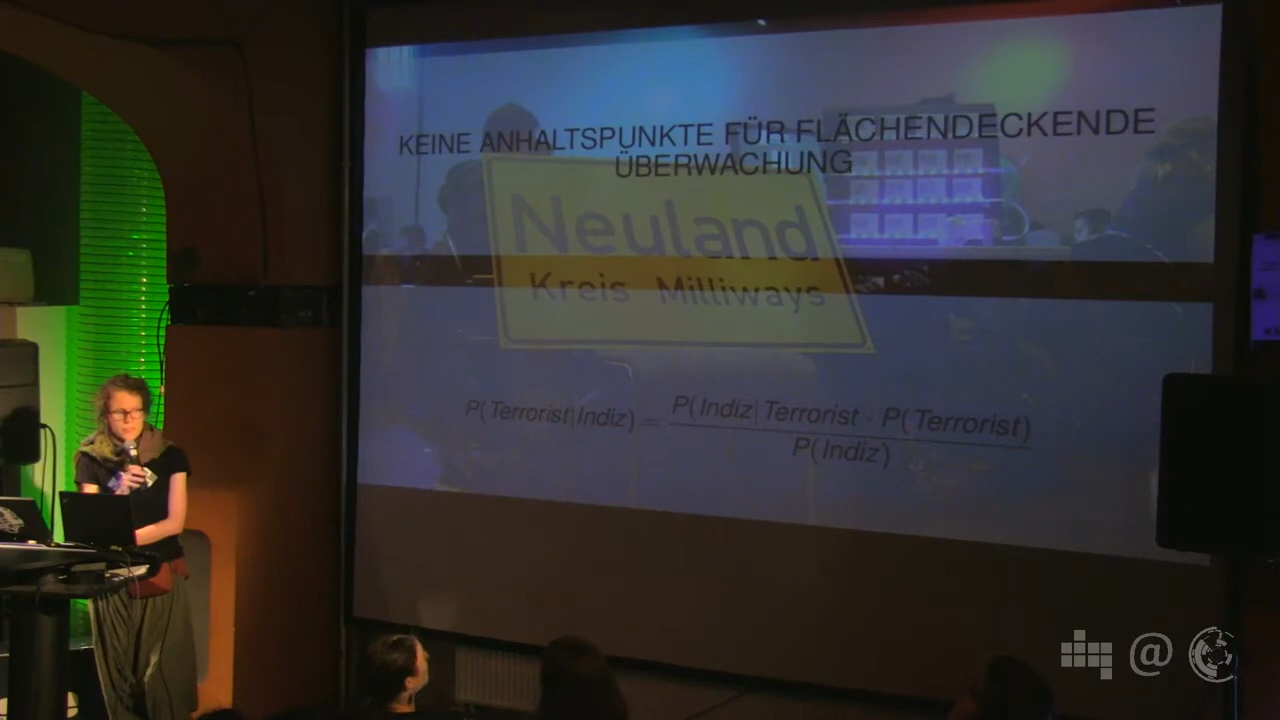 KEINE ANHALTSPUNKTE FÜR FLÄCHENDECKENDE
ÜBERWACHUNG
Neuland
Kreis Milliways
P(Terrorist|Indiz) = P(Indiz|Terrorist · P(Terrorist)
P(Indiz)
@